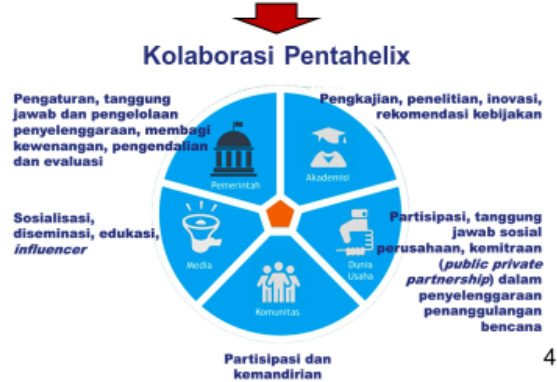 Kolaborasi Pentahelix
Pengaturan, tanggung
jawab dan pengelolaan
penyelenggaraan, membagi
kewenangan, pengendalian
dan evaluasi
Pengkajian, penelitian, inovasi,
rekomendasi kebijakan
Pemerintah
Akademisi
Sosialisasi,
diseminasi, edukasi,
influencer
Media
Dunia
Usaha
Partisipasi, tanggung
jawab sosial
perusahaan, kemitraan
(public private
partnership) dalam
penyelenggaraan
penanggulangan
bencana
Komunitas
Partisipasi dan
kemandirian
4